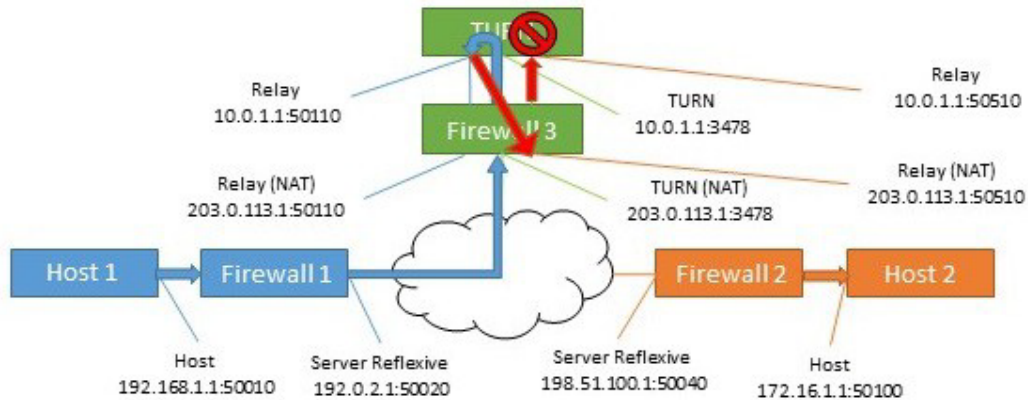 Relay
10.0.1.1:50110
TURN
10.0.1.1:3478
Relay
10.0.1.1:50510
Firewall 3
Relay (NAT)
203.0.113.1:50110
TURN (NAT)
203.0.113.1:3478
Relay (NAT)
203.0.113.1:50510
Host 1
Firewall 1
Firewall 2
Host 2
Host
192.168.1.1:50010
Server Reflexive
192.0.2.1:50020
Server Reflexive
198.51.100.1:50040
Host
172.16.1.1:50100